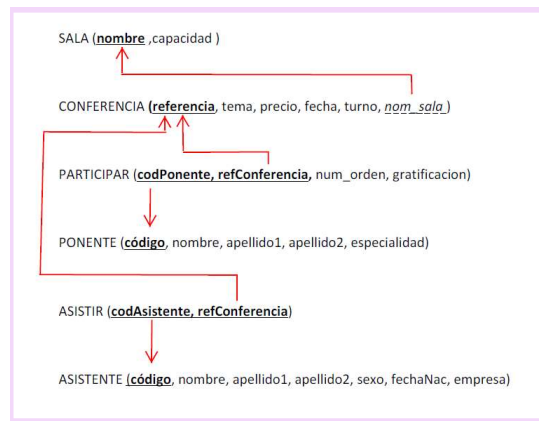 SALA (nombre ,capacidad )
CONFERENCIA (referencia, tema, precio, fecha, turno, nom_sala )
PARTICIPAR (codPonente, refConferencia, num_orden, gratificacion)
PONENTE (código, nombre, apellido1, apellido2, especialidad)
ASISTIR (codAsistente, refConferencia)
ASISTENTE (código, nombre, apellido1, apellido2, sexo, fechaNac, empresa)